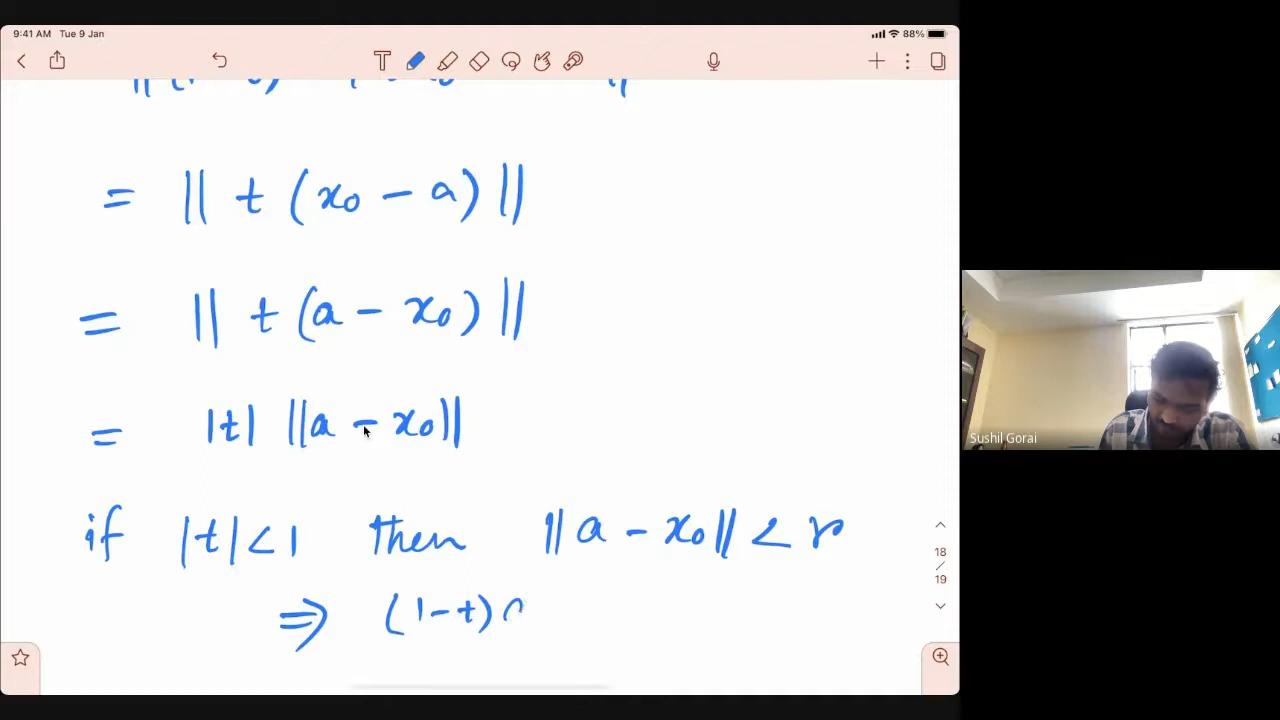 9:41 AM Tue 9 Jan
88%
= || t (x₀ − a) ||
= || t (a − x₀) ||
= |t| ||a − x₀||
if |t| < 1 then ||a − x₀|| < r
⇒ (1 − t)
18
/
19
Sushil Gorai